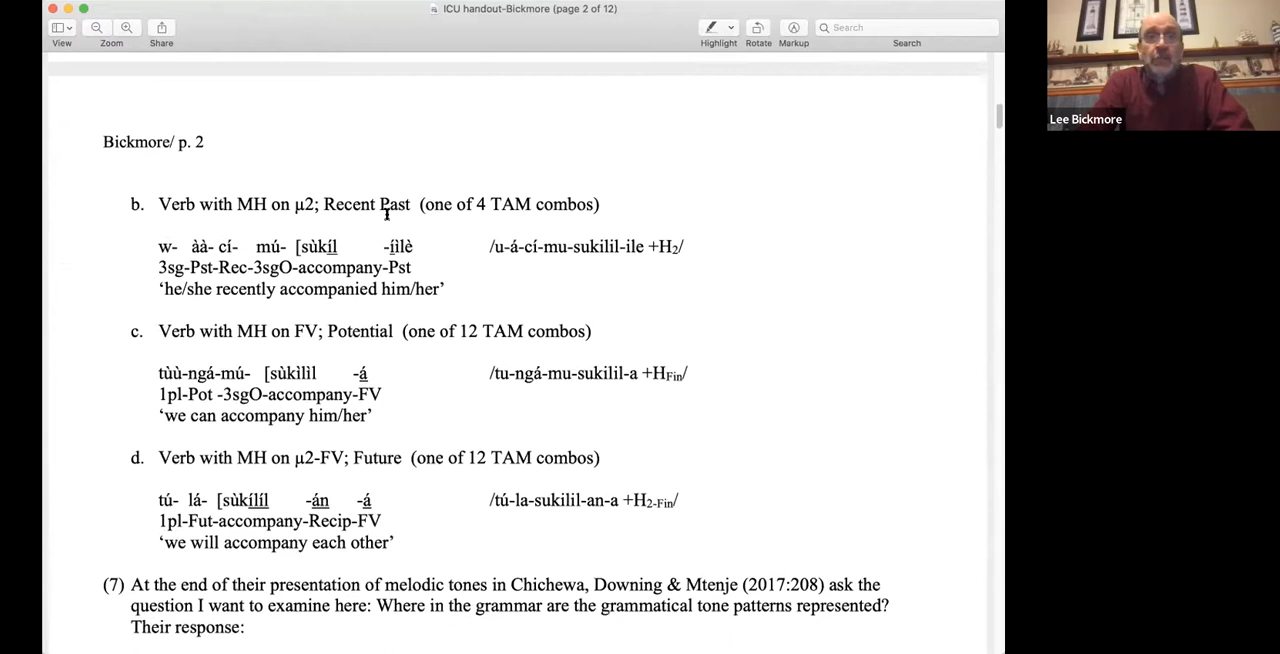 ICU handout-Bickmore (page 2 of 12)
View Zoom Share Highlight Rotate Markup Search
Search
Lee Bickmore
Bickmore/ p. 2
b. Verb with MH on μ2; Recent Past (one of 4 TAM combos)
w- àà- cí- mú- [sùkíl -íìlè /u-á-cí-mu-sukilil-ile +H2/
3sg-Pst-Rec-3sgO-accompany-Pst
‘he/she recently accompanied him/her’
c. Verb with MH on FV; Potential (one of 12 TAM combos)
tùù-ngá-mú- [sùkìlìl -á /tu-ngá-mu-sukilil-a +HFin/
1pl-Pot -3sgO-accompany-FV
‘we can accompany him/her’
d. Verb with MH on μ2-FV; Future (one of 12 TAM combos)
tú- lá- [sùkílíl -án -á /tú-la-sukilil-an-a +H2-Fin/
1pl-Fut-accompany-Recip-FV
‘we will accompany each other’
(7) At the end of their presentation of melodic tones in Chichewa, Downing & Mtenje (2017:208) ask the
question I want to examine here: Where in the grammar are the grammatical tone patterns represented?
Their response: